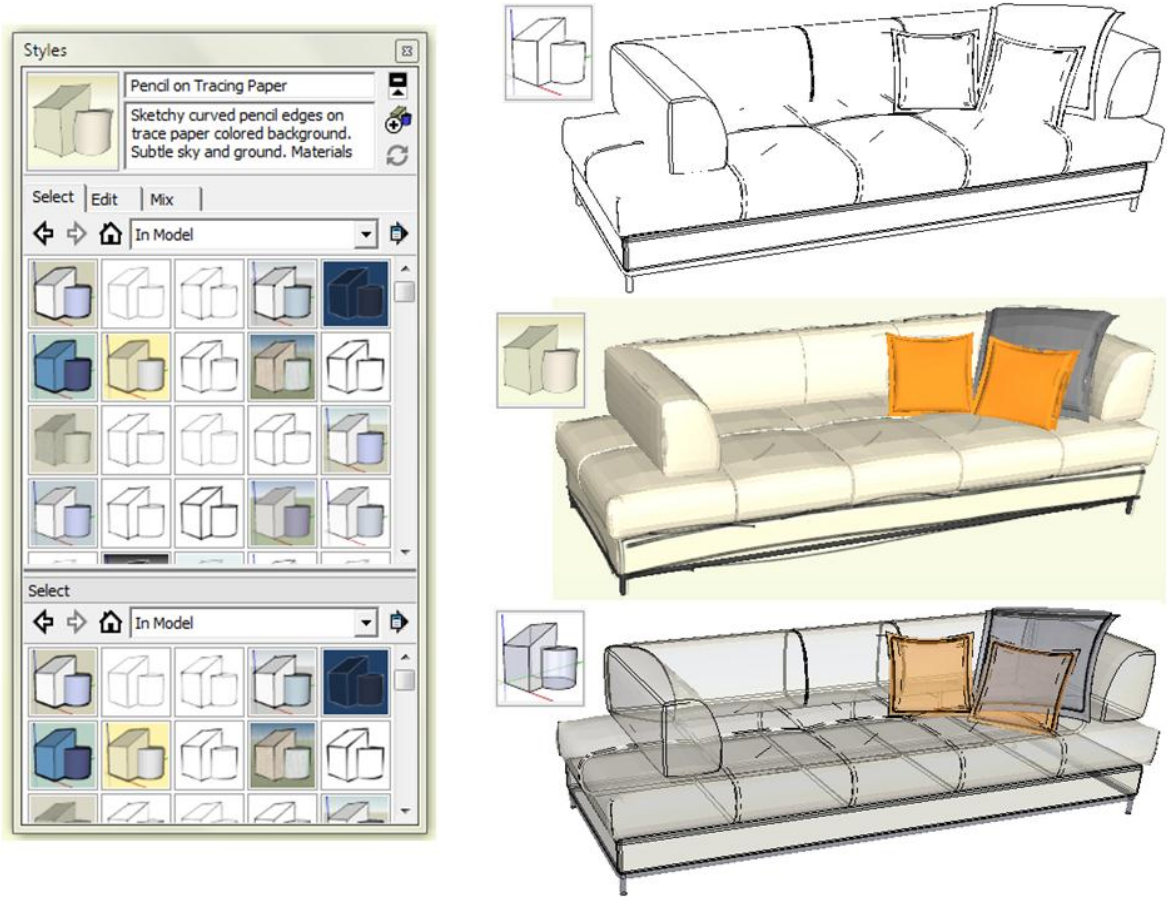 Styles
Pencil on Tracing Paper
Sketchy curved pencil edges on
trace paper colored background.
Subtle sky and ground. Materials
Select Edit Mix
In Model
Select
In Model